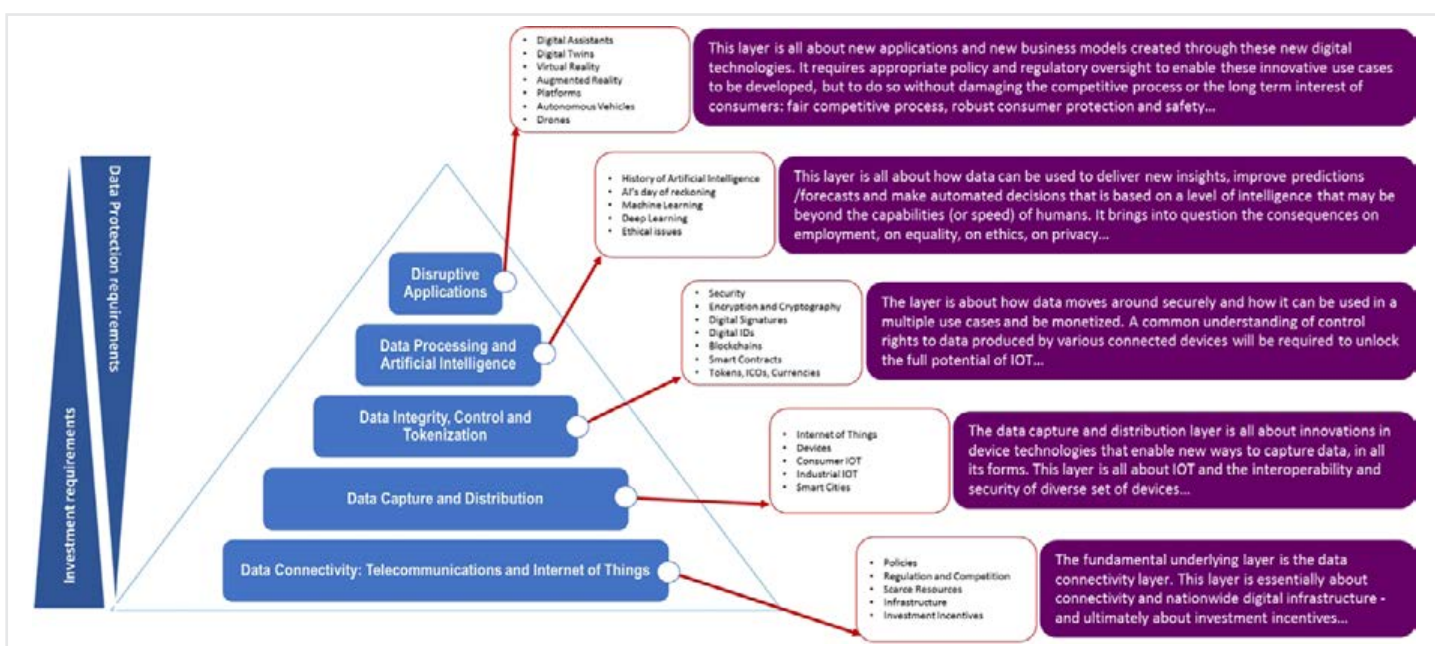 • Digital Assistants
• Digital Twins
• Virtual Reality
• Augmented Reality
• Platforms
• Autonomous Vehicles
• Drones
This layer is all about new applications and new business models created through these new digital
technologies. It requires appropriate policy and regulatory oversight to enable these innovative use cases
to be developed, but to do so without damaging the competitive process or the long term interest of
consumers: fair competitive process, robust consumer protection and safety...
Data Protection requirements
Investment requirements
• History of Artificial Intelligence
• AI's day of reckoning
• Machine Learning
• Deep Learning
• Ethical issues
This layer is all about how data can be used to deliver new insights, improve predictions
/forecasts and make automated decisions that is based on a level of intelligence that may be
beyond the capabilities (or speed) of humans. It brings into question the consequences on
employment, on equality, on ethics, on privacy...
Disruptive
Applications
• Security
• Encryption and Cryptography
• Digital Signatures
• Digital IDs
• Blockchains
• Smart Contracts
• Tokens, ICOs, Currencies
The layer is about how data moves around securely and how it can be used in a
multiple use cases and be monetized. A common understanding of control
rights to data produced by various connected devices will be required to unlock
the full potential of IOT...
Data Processing and
Artificial Intelligence
Data Integrity, Control and
Tokenization
• Internet of Things
• Devices
• Consumer IOT
• Industrial IOT
• Smart Cities
The data capture and distribution layer is all about innovations in
device technologies that enable new ways to capture data, in all
its forms. This layer is all about IOT and the interoperability and
security of diverse set of devices...
Data Capture and Distribution
Data Connectivity: Telecommunications and Internet of Things
• Policies
• Regulation and Competition
• Scarce Resources
• Infrastructure
• Investment Incentives
The fundamental underlying layer is the data
connectivity layer. This layer is essentially about
connectivity and nationwide digital infrastructure -
and ultimately about investment incentives...